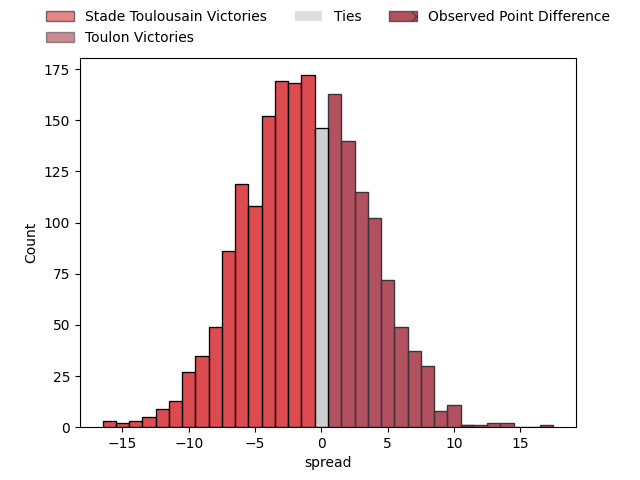 Stade Toulousain Victories
Toulon Victories
Ties
Observed Point Difference
175
150
125
100
75
50
25
0
Count
−15
−10
−5
0
5
10
15
spread